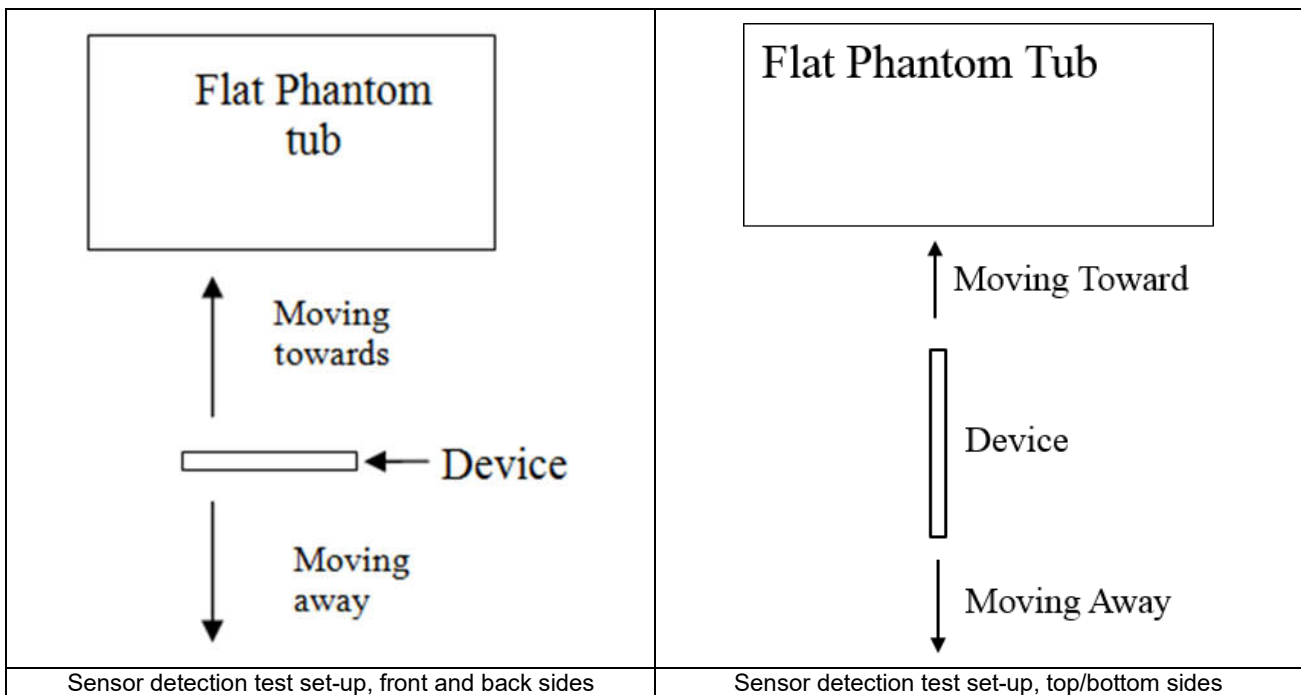 Flat Phantom
tub
Moving
towards
Device
Moving
away
Sensor detection test set-up, front and back sides
Flat Phantom Tub
Moving Toward
Device
Moving Away
Sensor detection test set-up, top/bottom sides